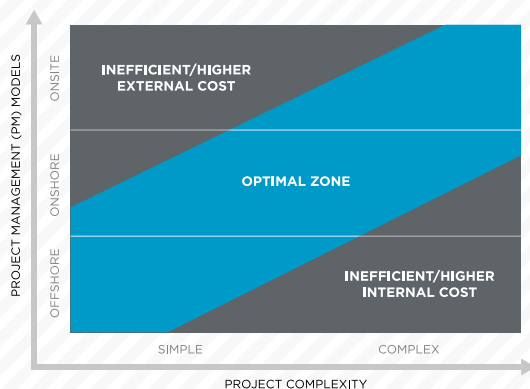 PROJECT MANAGEMENT (PM) MODELS
ONSITE
ONSHORE
OFFSHORE
INEFFICIENT/HIGHER
EXTERNAL COST
OPTIMAL ZONE
INEFFICIENT/HIGHER
INTERNAL COST
SIMPLE
COMPLEX
PROJECT COMPLEXITY